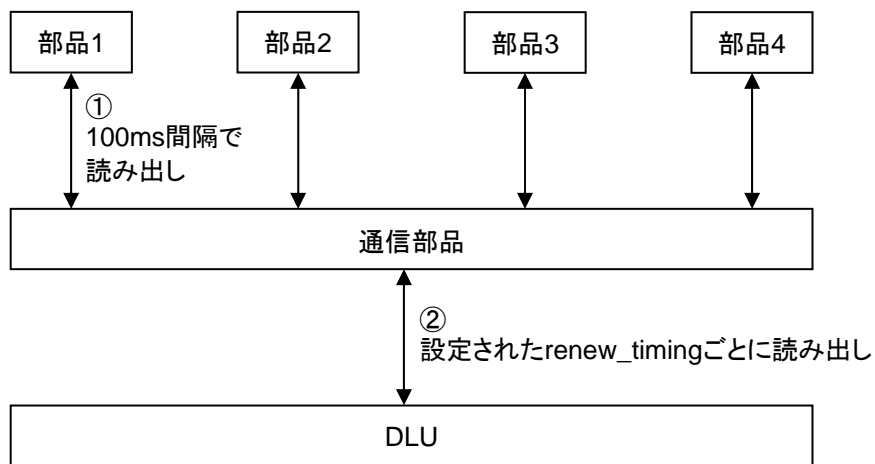 部品1
部品2
部品3
部品4
①
100ms間隔で
読み出し
通信部品
②
設定されたrenew_timingごとに読み出し
DLU